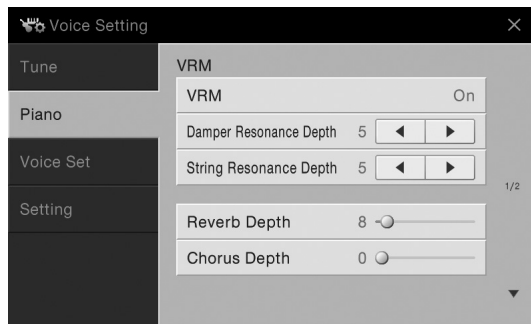 Voice Setting
Tune
Piano
Voice Set
Setting
VRM
VRM On
Damper Resonance Depth 5
String Resonance Depth 5
Reverb Depth 8
Chorus Depth 0
1/2